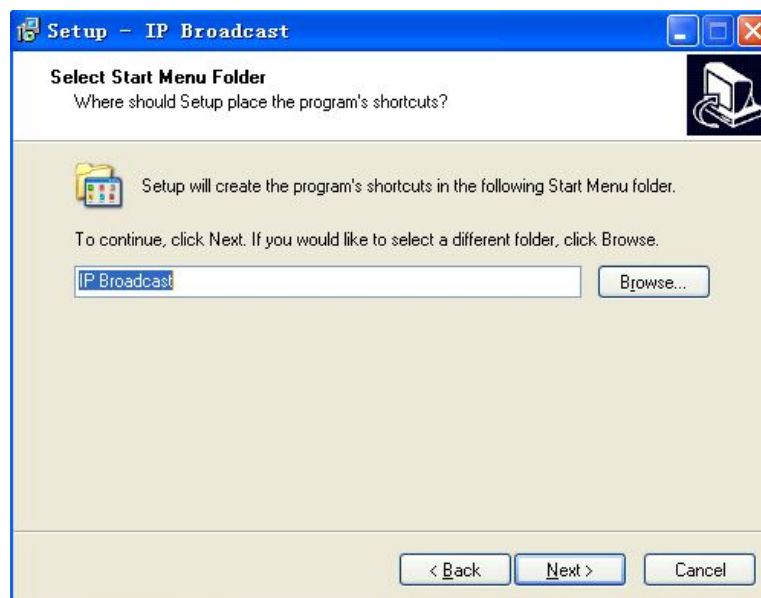 Setup - IP Broadcast
Select Start Menu Folder
Where should Setup place the program's shortcuts?
Setup will create the program's shortcuts in the following Start Menu folder.
To continue, click Next. If you would like to select a different folder, click Browse.
IP Broadcast
Browse...
< Back
Next >
Cancel